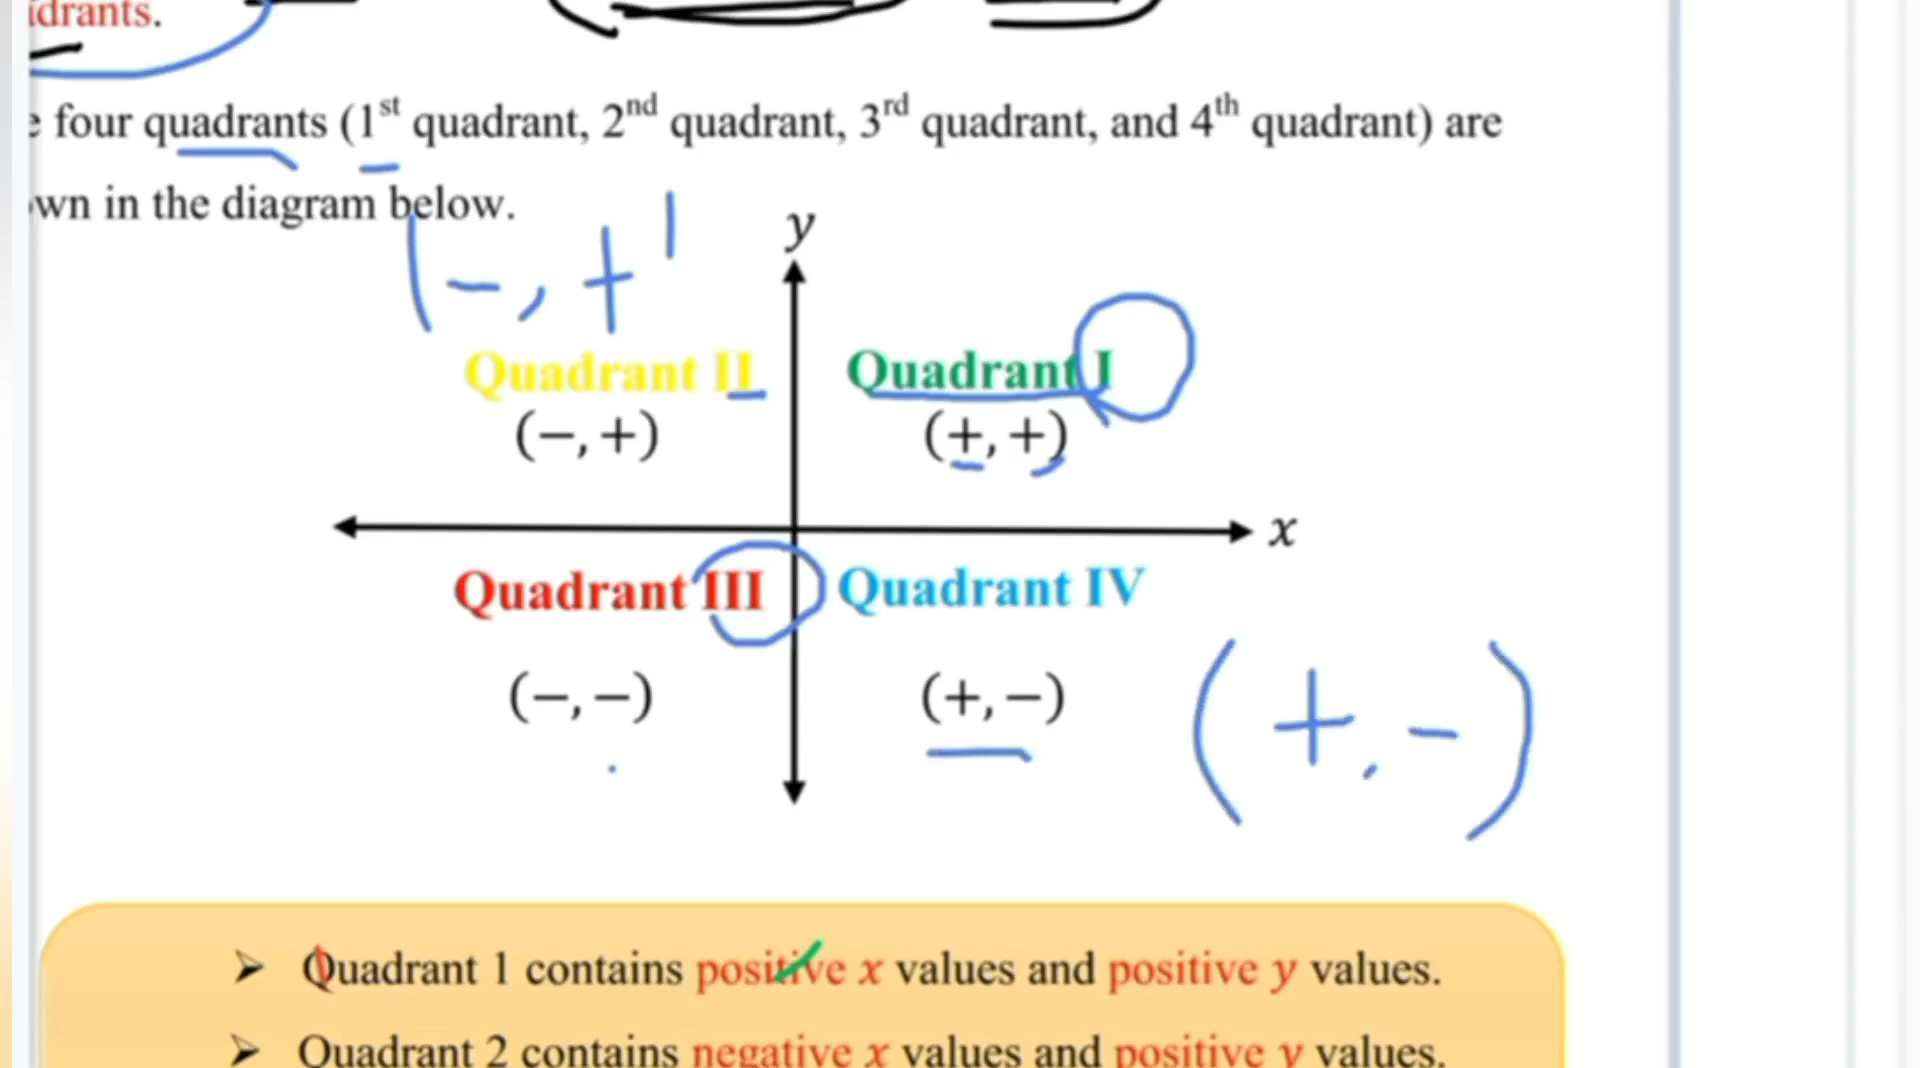 idrants.
e four quadrants (1st quadrant, 2nd quadrant, 3rd quadrant, and 4th quadrant) are
wn in the diagram below.
(-, +)
y
Quadrant II
Quadrant I
(−,+)
(+,+)
x
Quadrant III
Quadrant IV
(−,−)
(+,−)
(+,-)
➢ Quadrant 1 contains positive x values and positive y values.
➢ Quadrant 2 contains negative x values and positive y values.